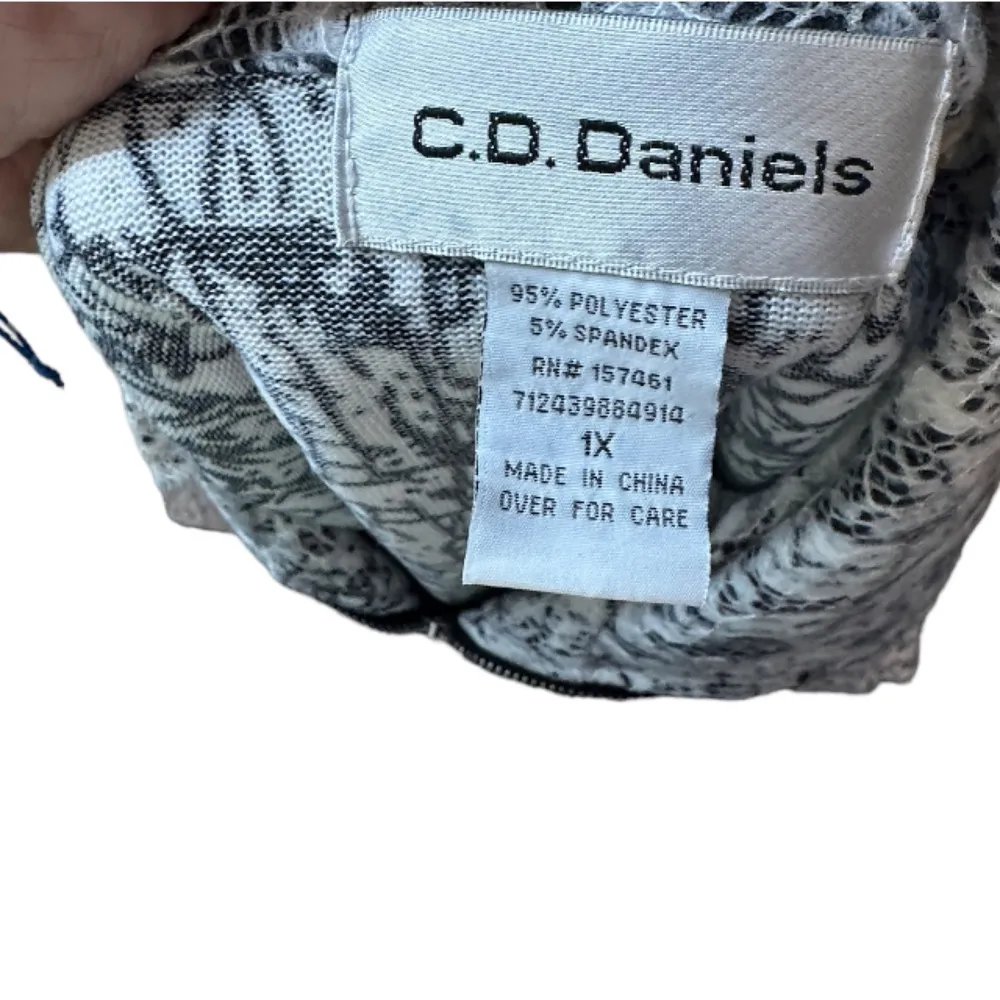 C.D. Daniels
95% POLYESTER
5% SPANDEX
RN# 157461
712439884914
1X
MADE IN CHINA
OVER FOR CARE